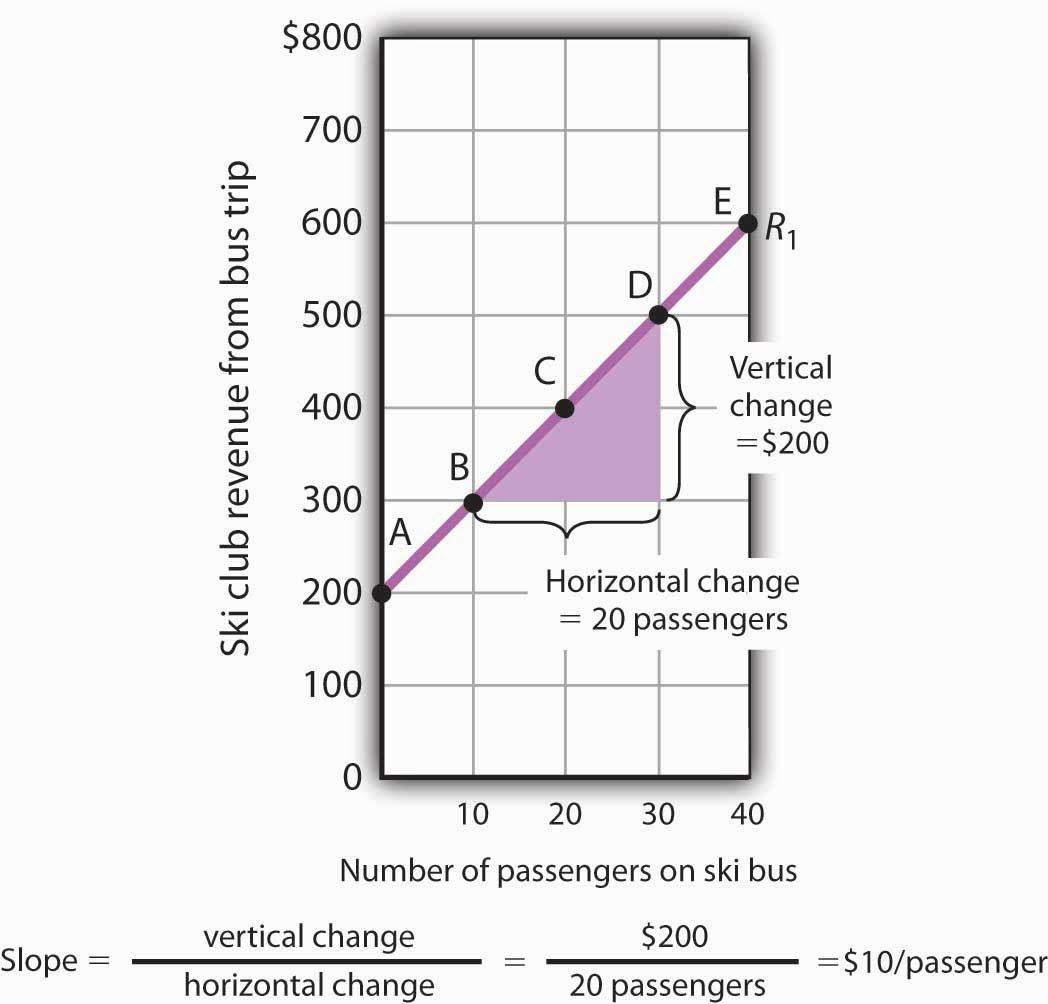 $800
700
600
500
400
300
200
100
0
Ski club revenue from bus trip
A
B
C
D
E
R1
Vertical
change
=$200
Horizontal change
= 20 passengers
10 20 30 40
Number of passengers on ski bus
Slope = vertical change / horizontal change = $200 / 20 passengers =$10/passenger